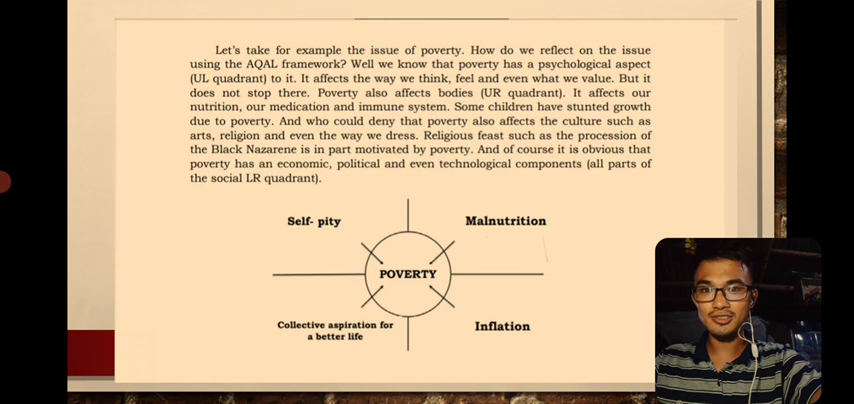 Let's take for example the issue of poverty. How do we reflect on the issue
using the AQAL framework? Well we know that poverty has a psychological aspect
(UL quadrant) to it. It affects the way we think, feel and even what we value. But it
does not stop there. Poverty also affects bodies (UR quadrant). It affects our
nutrition, our medication and immune system. Some children have stunted growth
due to poverty. And who could deny that poverty also affects the culture such as
arts, religion and even the way we dress. Religious feast such as the procession of
the Black Nazarene is in part motivated by poverty. And of course it is obvious that
poverty has an economic, political and even technological components (all parts of
the social LR quadrant).
Self- pity
Malnutrition
POVERTY
Collective aspiration for
a better life
Inflation